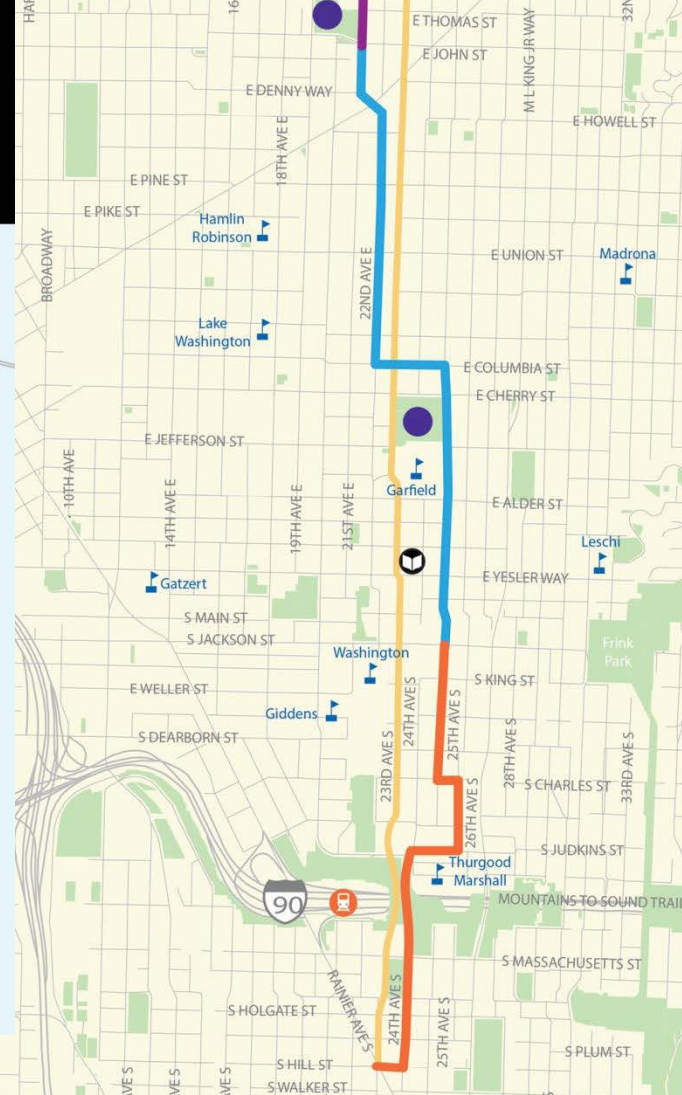 E THOMAS ST
E JOHN ST
M L KING JR WAY
E DENNY WAY
E HOWELL ST
18TH AVE E
E PINE ST
E PIKE ST
Hamlin
Robinson
BROADWAY
22ND AVE E
E UNION ST
Madrona
Lake
Washington
E COLUMBIA ST
E CHERRY ST
E JEFFERSON ST
10TH AVE
14TH AVE E
19TH AVE E
21ST AVE E
Garfield
E ALDER ST
Leschi
Gatzert
E YESLER WAY
S MAIN ST
S JACKSON ST
Washington
Frink
Park
E WELLER ST
S KING ST
Giddens
24TH AVE S
25TH AVE S
S DEARBORN ST
23RD AVE S
28TH AVE S
33RD AVE S
S CHARLES ST
26TH AVE S
S JUDKINS ST
Thurgood
Marshall
90
MOUNTAINS TO SOUND TRAIL
S MASSACHUSETTS ST
RAINIER AVE S
24TH AVE S
25TH AVE S
S HOLGATE ST
S HILL ST
S PLUM ST
S WALKER ST